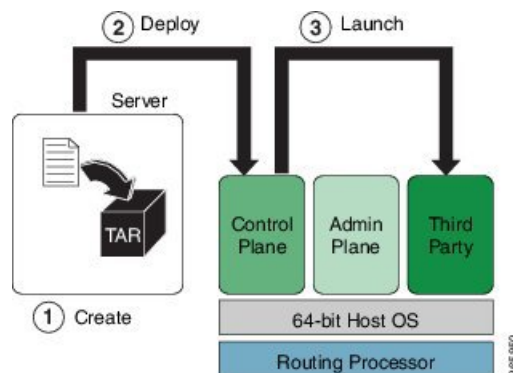 2 Deploy
3 Launch
Server
TAR
Control
Plane
Admin
Plane
Third
Party
1 Create
64-bit Host OS
Routing Processor